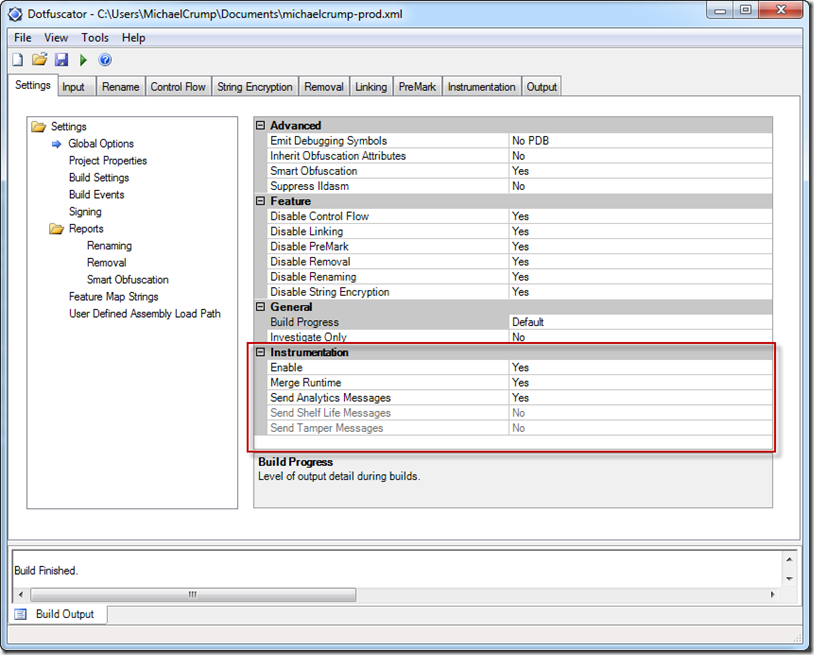 Dotfuscator - C:\Users\MichaelCrump\Documents\michaelcrump-prod.xml
File View Tools Help
Settings Input Rename Control Flow String Encryption Removal Linking PreMark Instrumentation Output
Settings
Global Options
Project Properties
Build Settings
Build Events
Signing
Reports
Renaming
Removal
Smart Obfuscation
Feature Map Strings
User Defined Assembly Load Path
Advanced
Emit Debugging Symbols No PDB
Inherit Obfuscation Attributes No
Smart Obfuscation Yes
Suppress Ildasm No
Feature
Disable Control Flow Yes
Disable Linking Yes
Disable PreMark Yes
Disable Removal Yes
Disable Renaming Yes
Disable String Encryption Yes
General
Build Progress Default
Investigate Only No
Instrumentation
Enable Yes
Merge Runtime Yes
Send Analytics Messages Yes
Send Shelf Life Messages No
Send Tamper Messages No
Build Progress
Level of output detail during builds.
Build Finished.
Build Output